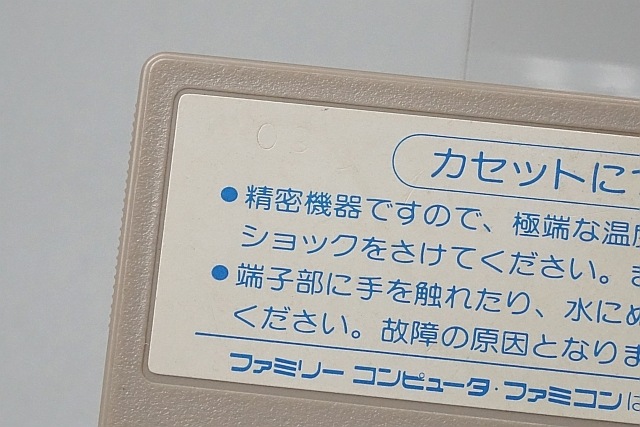 カセットにつ
●精密機器ですので、極端な温度
ショックをさけてください。ま
●端子部に手を触れたり、水にぬ
ください。故障の原因となりま
ファミリー コンピュータ・ファミコンは